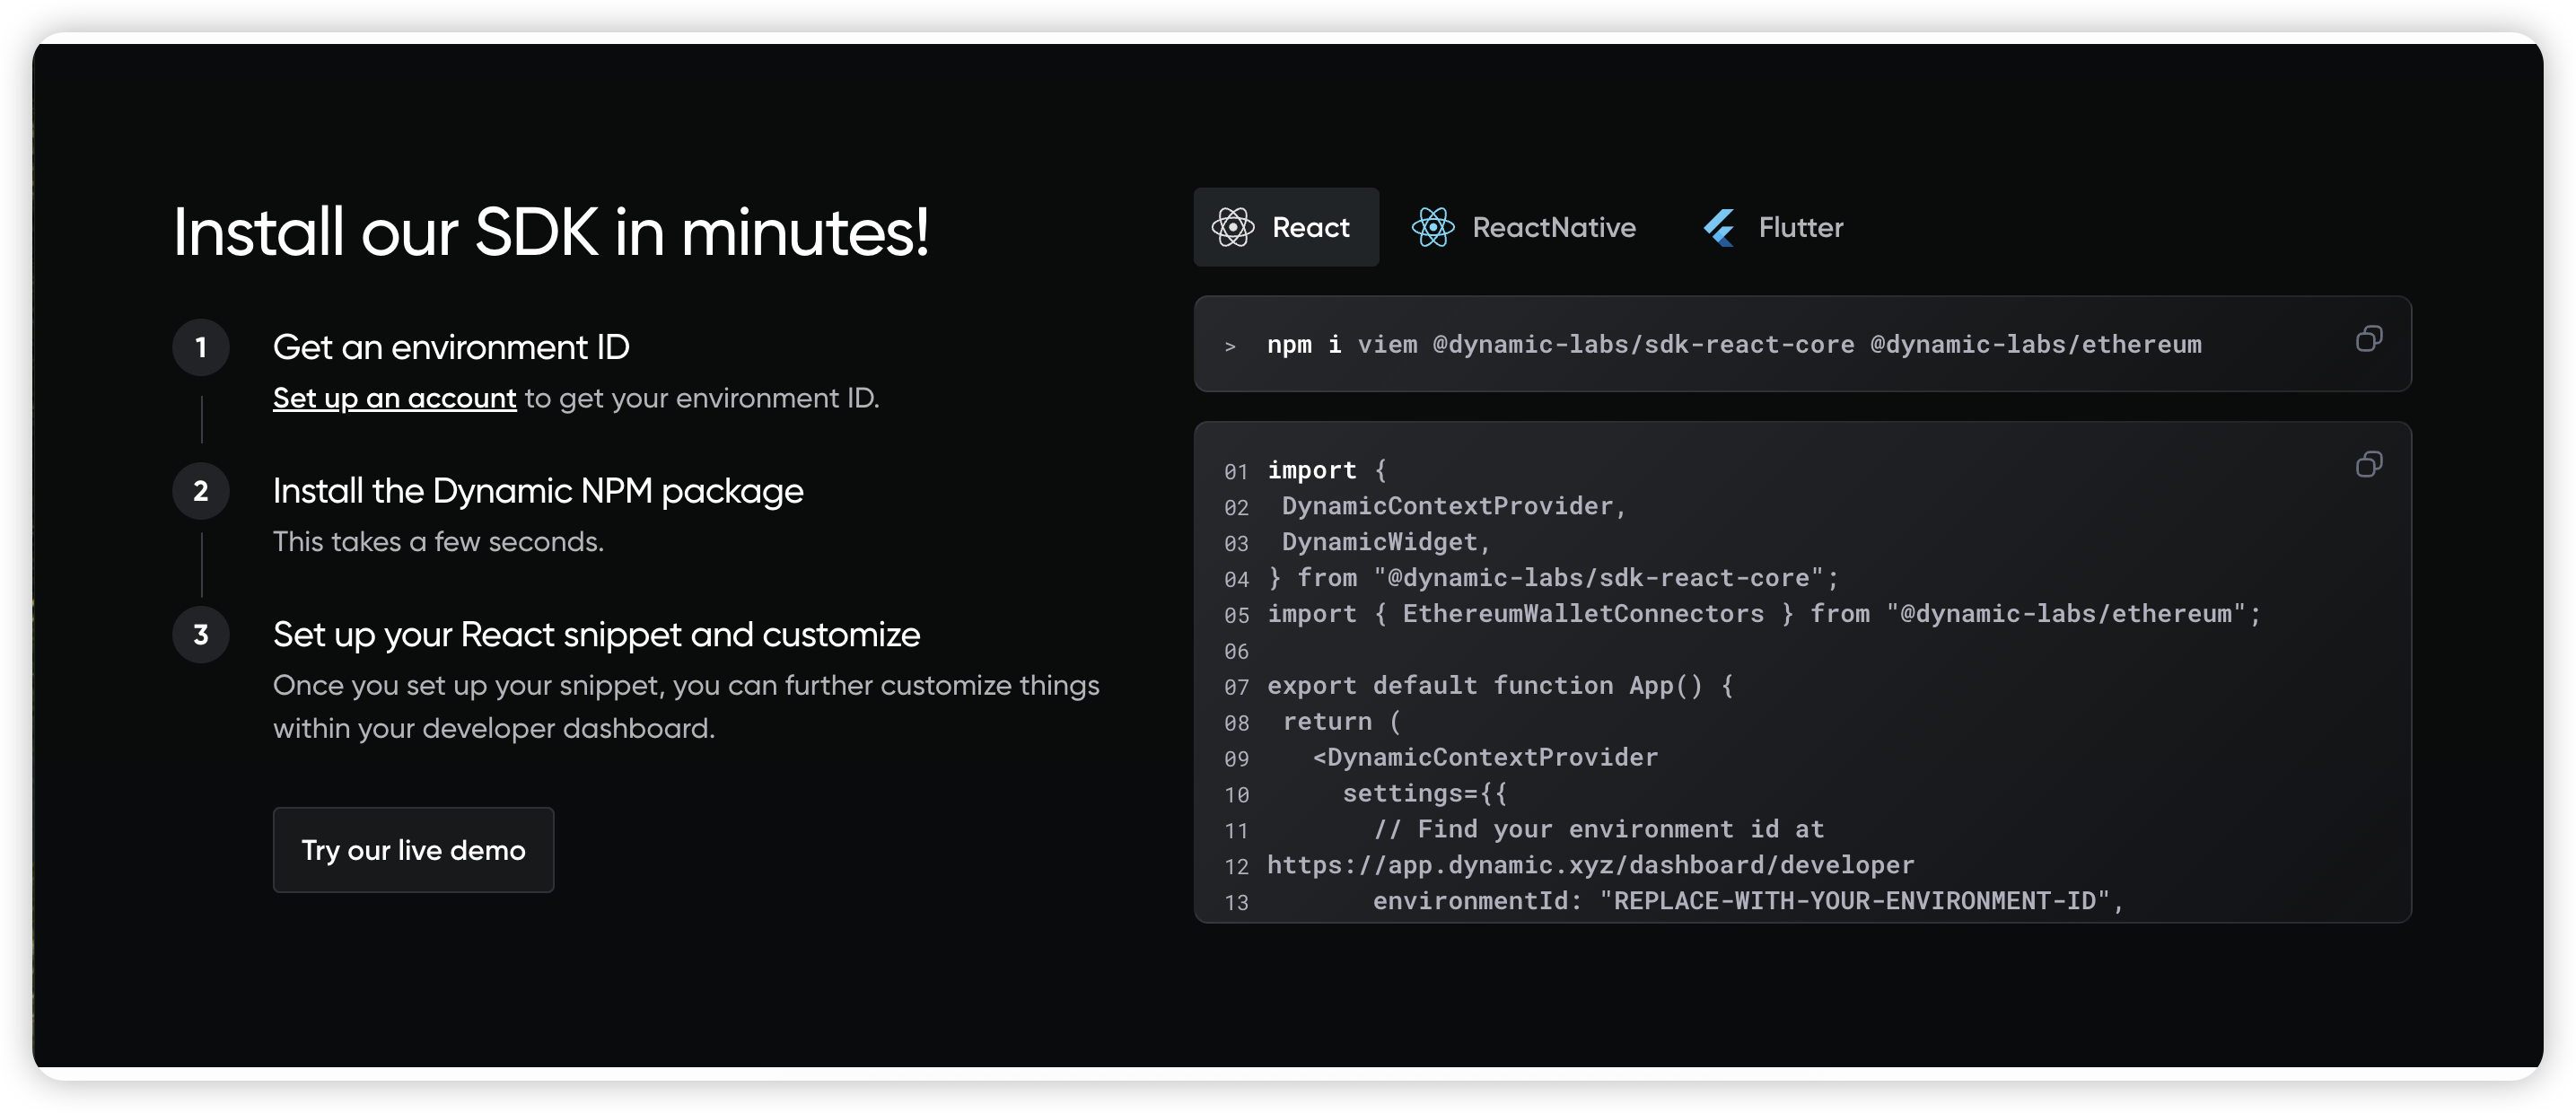 Install our SDK in minutes!
1
Get an environment ID
Set up an account to get your environment ID.
2
Install the Dynamic NPM package
This takes a few seconds.
3
Set up your React snippet and customize
Once you set up your snippet, you can further customize things
within your developer dashboard.
Try our live demo
React ReactNative Flutter
> npm i viem @dynamic-labs/sdk-react-core @dynamic-labs/ethereum
01 import {
02  DynamicContextProvider,
03  DynamicWidget,
04 } from "@dynamic-labs/sdk-react-core";
05 import { EthereumWalletConnectors } from "@dynamic-labs/ethereum";
06
07 export default function App() {
08  return (
09    <DynamicContextProvider
10      settings={{
11        // Find your environment id at
12 https://app.dynamic.xyz/dashboard/developer
13        environmentId: "REPLACE-WITH-YOUR-ENVIRONMENT-ID",